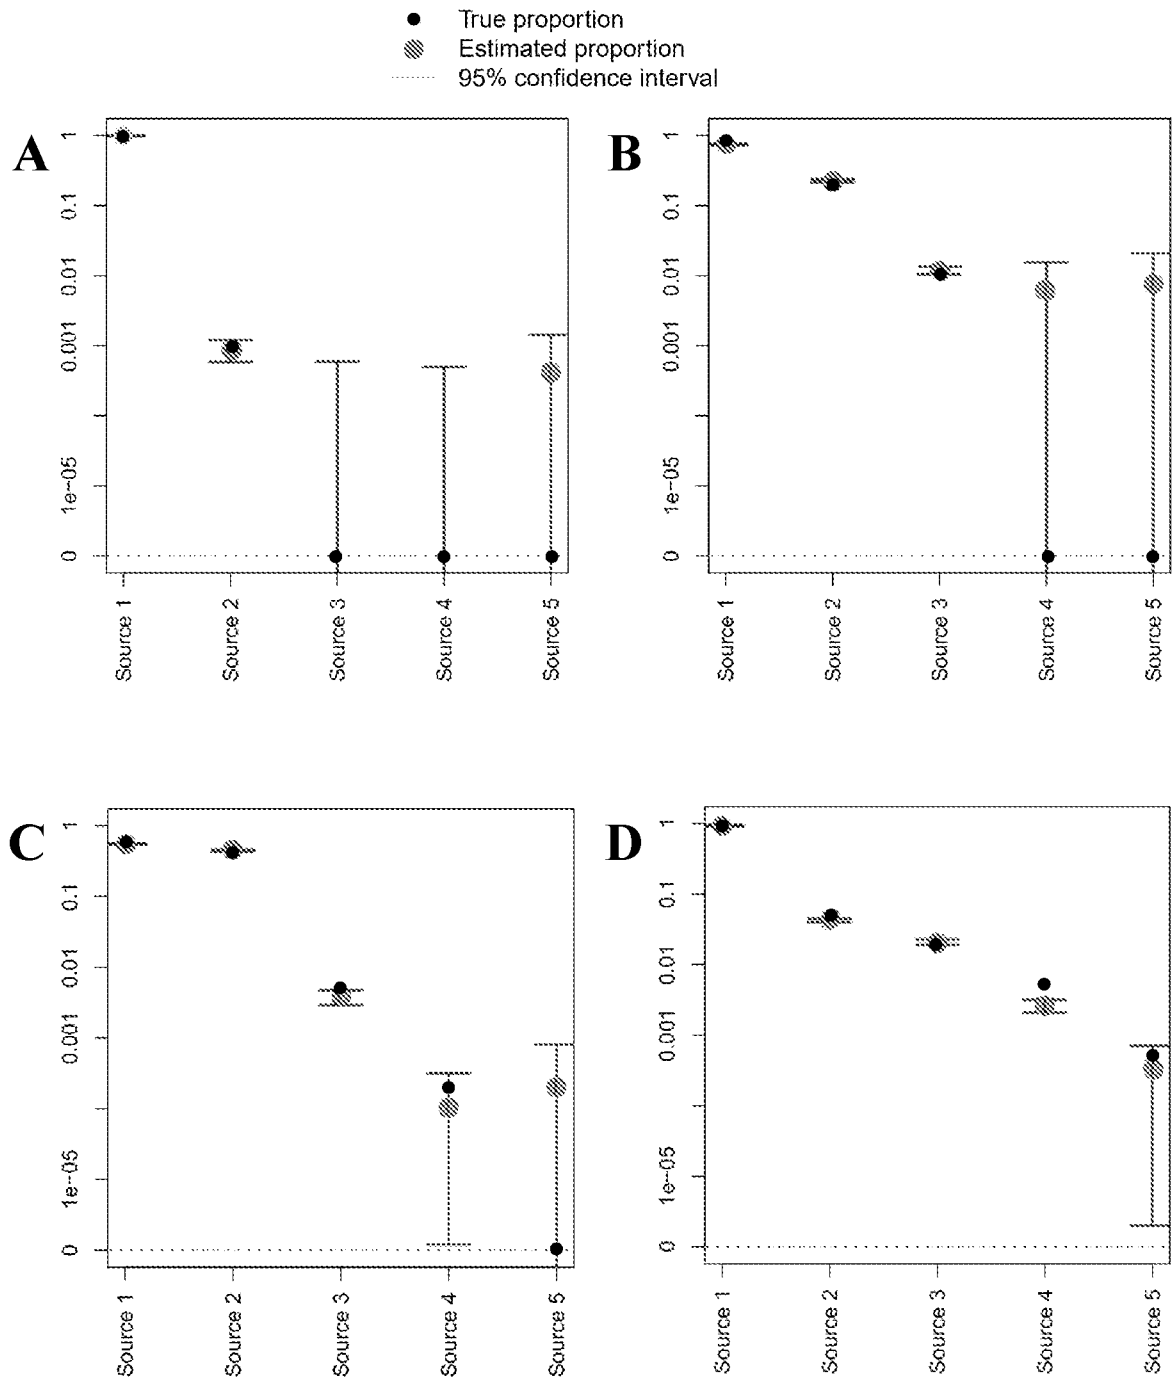 True proportion
Estimated proportion
95% confidence interval
A
1
0.1
0.01
0.001
1e-05
0
Source 1
Source 2
Source 3
Source 4
Source 5
B
1
0.1
0.01
0.001
1e-05
0
Source 1
Source 2
Source 3
Source 4
Source 5
C
1
0.1
0.01
0.001
1e-05
0
Source 1
Source 2
Source 3
Source 4
Source 5
D
1
0.1
0.01
0.001
1e-05
0
Source 1
Source 2
Source 3
Source 4
Source 5